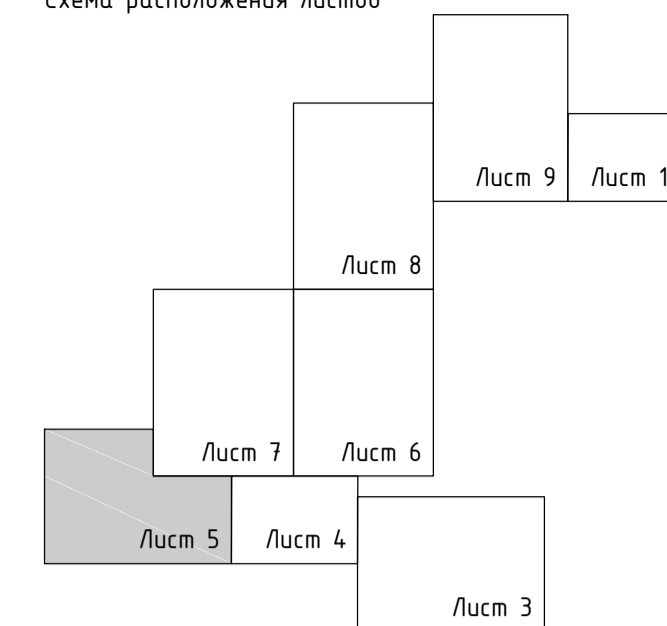 Схема расположения листов
Лист 9
Лист 1
Лист 8
Лист 7
Лист 6
Лист 5
Лист 4
Лист 3